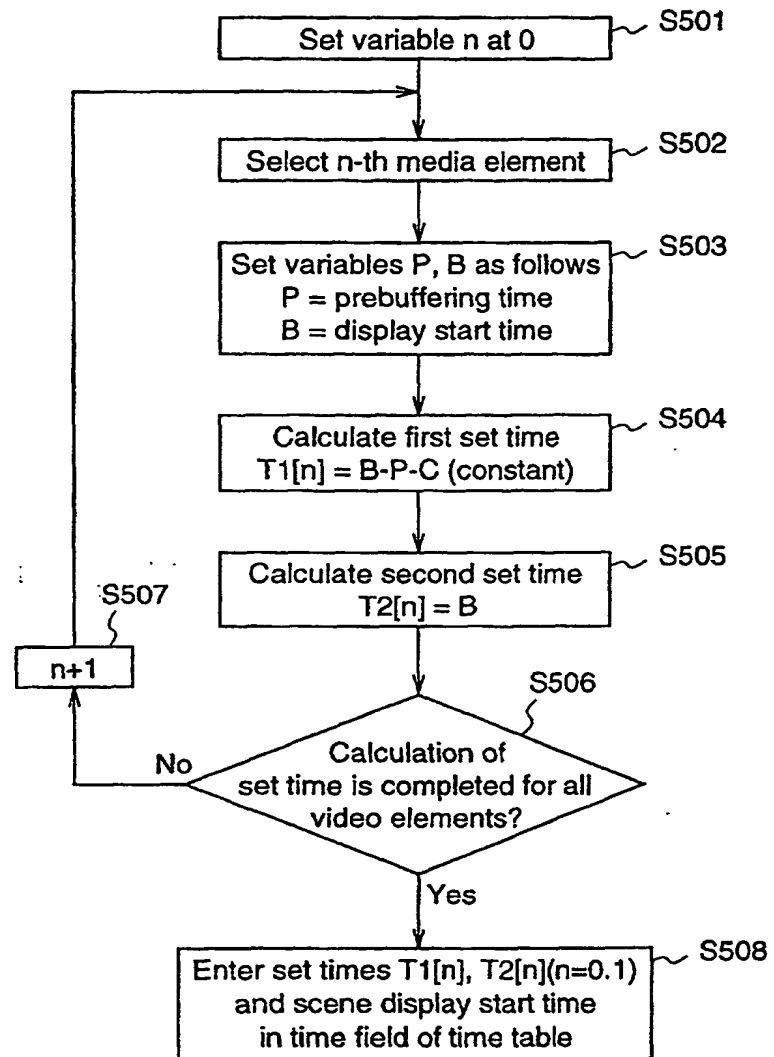 Set variable n at 0
S501
Select n-th media element
S502
Set variables P, B as follows
P = prebuffering time
B = display start time
S503
Calculate first set time
T1[n] = B-P-C (constant)
S504
Calculate second set time
T2[n] = B
S505
S507
n+1
S506
Calculation of
set time is completed for all
video elements?
No
Yes
Enter set times T1[n], T2[n](n=0.1)
and scene display start time
in time field of time table
S508